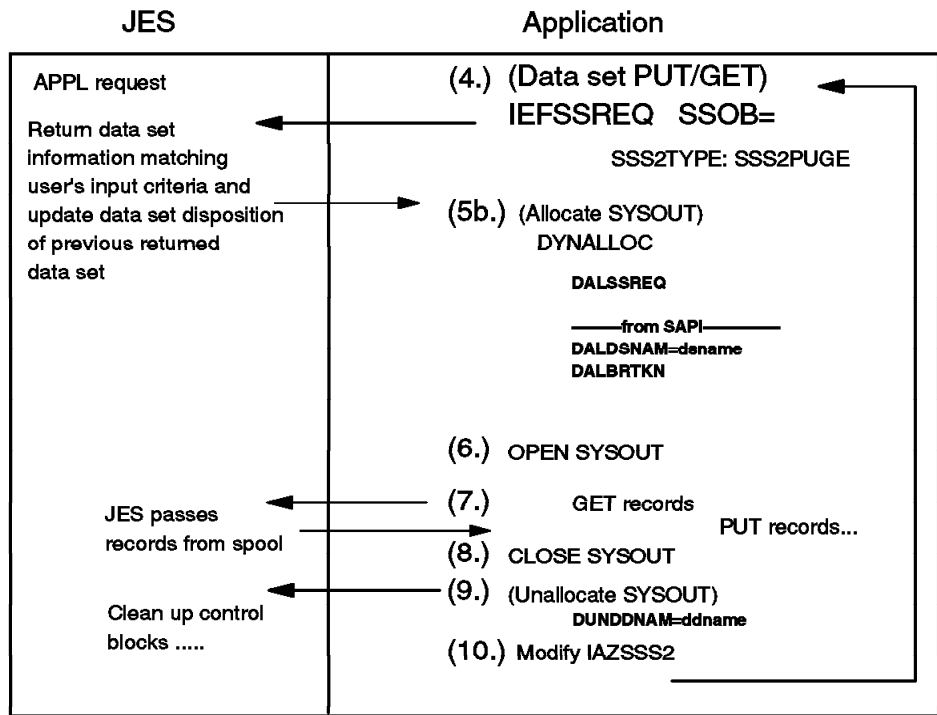 JES
Application
APPL request
(4.) (Data set PUT/GET)
IEFSSREQ SSOB=
Return data set
information matching
user's input criteria and
update data set disposition
of previous returned
data set
SSS2TYPE: SSS2PUGE
(5b.) (Allocate SYSOUT)
DYNALLOC
DALSSREQ
from SAPI
DALDSNAM=dsname
DALBRTKN
(6.) OPEN SYSOUT
(7.) GET records
PUT records...
JES passes
records from spool
(8.) CLOSE SYSOUT
(9.) (Unallocate SYSOUT)
DUNDDNAM=ddname
Clean up control
blocks .....
(10.) Modify IAZSSS2